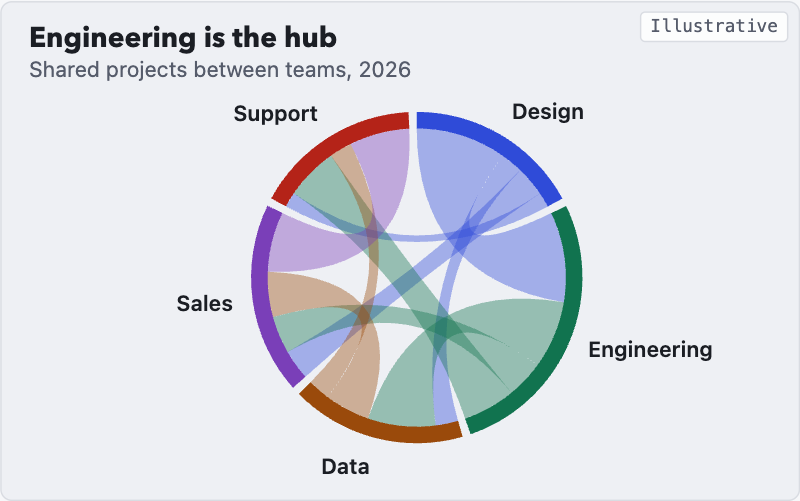 Engineering is the hub
Illustrative
Shared projects between teams, 2026
Support
Design
Sales
Engineering
Data